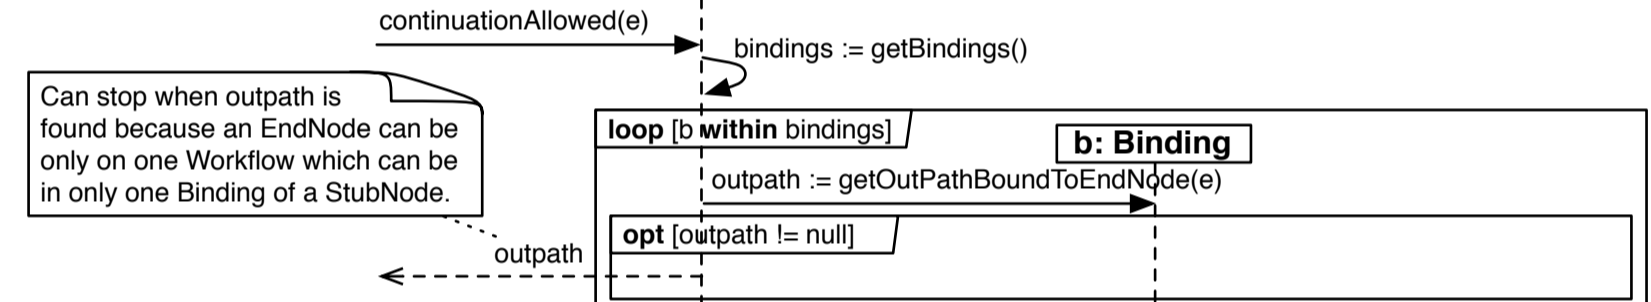 continuationAllowed(e)
bindings := getBindings()
Can stop when outpath is
found because an EndNode can be
only on one Workflow which can be
in only one Binding of a StubNode.
loop [b within bindings]
b: Binding
outpath := getOutPathBoundToEndNode(e)
opt [outpath != null]
outpath